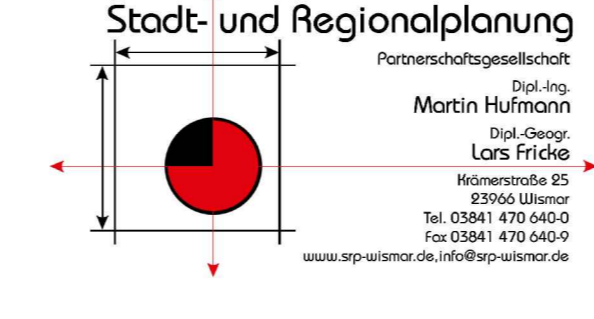 Stadt- und Regionalplanung
Partnerschaftsgesellschaft
Dipl.-Ing.
Martin Hufmann
Dipl.-Geogr.
Lars Fricke
Krämerstraße 25
23966 Wismar
Tel. 03841 470 640-0
Fax 03841 470 640-9
www.srp-wismar.de,info@srp-wismar.de